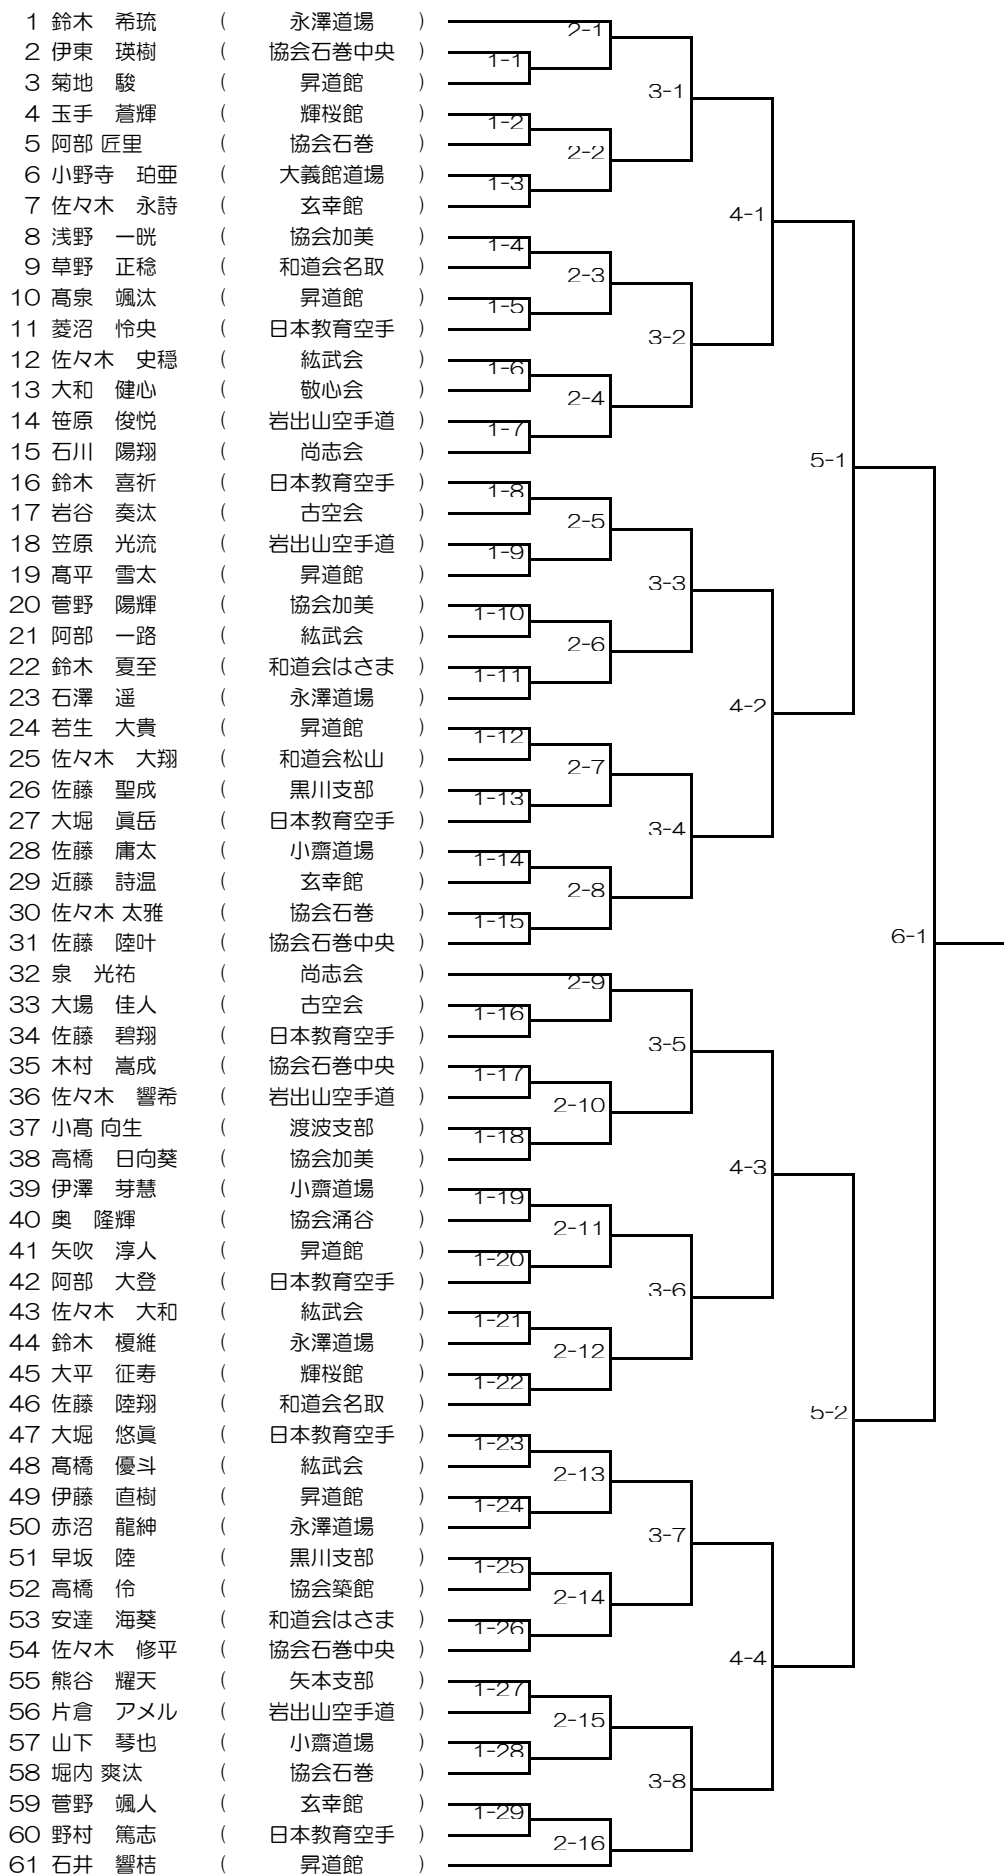 1 鈴木　希琉 ( 永澤道場 )
2 伊東　瑛樹 ( 協会石巻中央 )
3 菊地　駿 ( 昇道館 )
4 玉手　蒼輝 ( 輝桜館 )
5 阿部 匠里 ( 協会石巻 )
6 小野寺　珀亜 ( 大義館道場 )
7 佐々木　永詩 ( 玄幸館 )
8 浅野　一晄 ( 協会加美 )
9 草野　正稔 ( 和道会名取 )
10 髙泉　颯汰 ( 昇道館 )
11 菱沼　怜央 ( 日本教育空手 )
12 佐々木　史穏 ( 紘武会 )
13 大和　健心 ( 敬心会 )
14 笹原　俊悦 ( 岩出山空手道 )
15 石川　陽翔 ( 尚志会 )
16 鈴木　喜祈 ( 日本教育空手 )
17 岩谷　奏汰 ( 古空会 )
18 笠原　光流 ( 岩出山空手道 )
19 髙平　雪太 ( 昇道館 )
20 菅野　陽輝 ( 協会加美 )
21 阿部　一路 ( 紘武会 )
22 鈴木　夏至 ( 和道会はさま )
23 石澤　遥 ( 永澤道場 )
24 若生　大貴 ( 昇道館 )
25 佐々木　大翔 ( 和道会松山 )
26 佐藤　聖成 ( 黒川支部 )
27 大堀　眞岳 ( 日本教育空手 )
28 佐藤　庸太 ( 小齋道場 )
29 近藤　詩温 ( 玄幸館 )
30 佐々木 太雅 ( 協会石巻 )
31 佐藤　陸叶 ( 協会石巻中央 )
32 泉　光祐 ( 尚志会 )
33 大場　佳人 ( 古空会 )
34 佐藤　碧翔 ( 日本教育空手 )
35 木村　嵩成 ( 協会石巻中央 )
36 佐々木　響希 ( 岩出山空手道 )
37 小髙 向生 ( 渡波支部 )
38 高橋　日向葵 ( 協会加美 )
39 伊澤　芽慧 ( 小齋道場 )
40 奥　隆輝 ( 協会涌谷 )
41 矢吹　淳人 ( 昇道館 )
42 阿部　大登 ( 日本教育空手 )
43 佐々木　大和 ( 紘武会 )
44 鈴木　榎維 ( 永澤道場 )
45 大平　征寿 ( 輝桜館 )
46 佐藤　陸翔 ( 和道会名取 )
47 大堀　悠眞 ( 日本教育空手 )
48 髙橋　優斗 ( 紘武会 )
49 伊藤　直樹 ( 昇道館 )
50 赤沼　龍紳 ( 永澤道場 )
51 早坂　陸 ( 黒川支部 )
52 高橋　伶 ( 協会築館 )
53 安達　海葵 ( 和道会はさま )
54 佐々木　修平 ( 協会石巻中央 )
55 熊谷　耀天 ( 矢本支部 )
56 片倉　アメル ( 岩出山空手道 )
57 山下　琴也 ( 小齋道場 )
58 堀内 爽汰 ( 協会石巻 )
59 菅野　颯人 ( 玄幸館 )
60 野村　篤志 ( 日本教育空手 )
61 石井　響桔 ( 昇道館 )
1-1
1-2
1-3
1-4
1-5
1-6
1-7
1-8
1-9
1-10
1-11
1-12
1-13
1-14
1-15
1-16
1-17
1-18
1-19
1-20
1-21
1-22
1-23
1-24
1-25
1-26
1-27
1-28
1-29
2-1
2-2
2-3
2-4
2-5
2-6
2-7
2-8
2-9
2-10
2-11
2-12
2-13
2-14
2-15
2-16
3-1
3-2
3-3
3-4
3-5
3-6
3-7
3-8
4-1
4-2
4-3
4-4
5-1
5-2
6-1